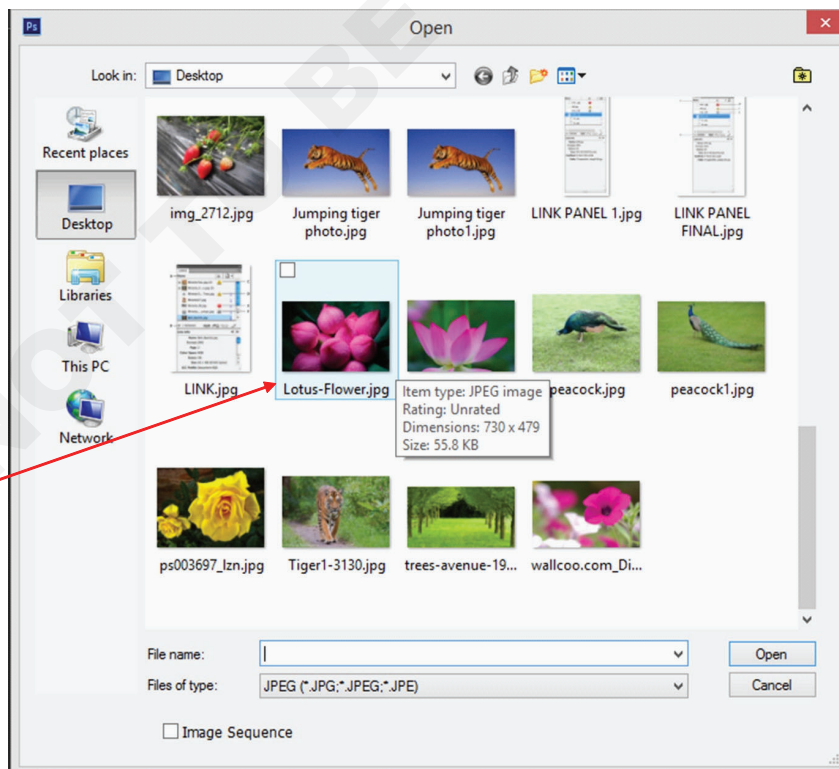 Ps
Open
Look in:
Desktop
Recent places
Desktop
Libraries
This PC
Network
img_2712.jpg
Jumping tiger
photo.jpg
Jumping tiger
photo1.jpg
LINK PANEL 1.jpg
LINK PANEL
FINAL.jpg
LINK.jpg
Lotus-Flower.jpg
peacock.jpg
peacock1.jpg
Item type: JPEG image
Rating: Unrated
Dimensions: 730 x 479
Size: 55.8 KB
ps003697_lzn.jpg
Tiger1-3130.jpg
trees-avenue-19...
wallcoo.com_Di...
File name:
Open
Files of type:
JPEG (*.JPG;*.JPEG;*.JPE)
Cancel
Image Sequence
NOT TO BE